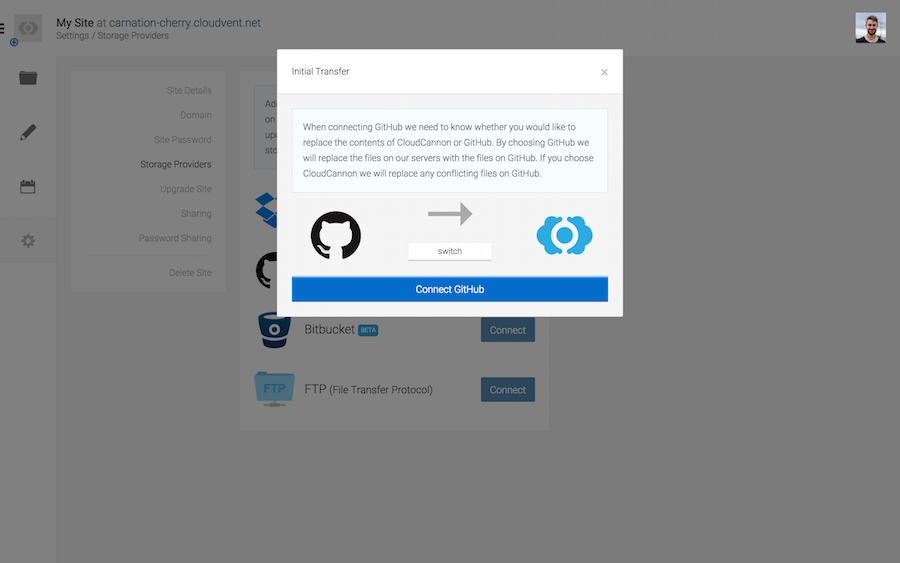 My Site at carnation-cherry.cloudvent.net
Settings / Storage Providers
Site Details
Domain
Site Password
Storage Providers
Upgrade Site
Sharing
Password Sharing
Delete Site
Initial Transfer
×
When connecting GitHub we need to know whether you would like to
replace the contents of CloudCannon or GitHub. By choosing GitHub we
will replace the files on our servers with the files on GitHub. If you choose
CloudCannon we will replace any conflicting files on GitHub.
switch
Connect GitHub
Bitbucket BETA
Connect
FTP
FTP (File Transfer Protocol)
Connect